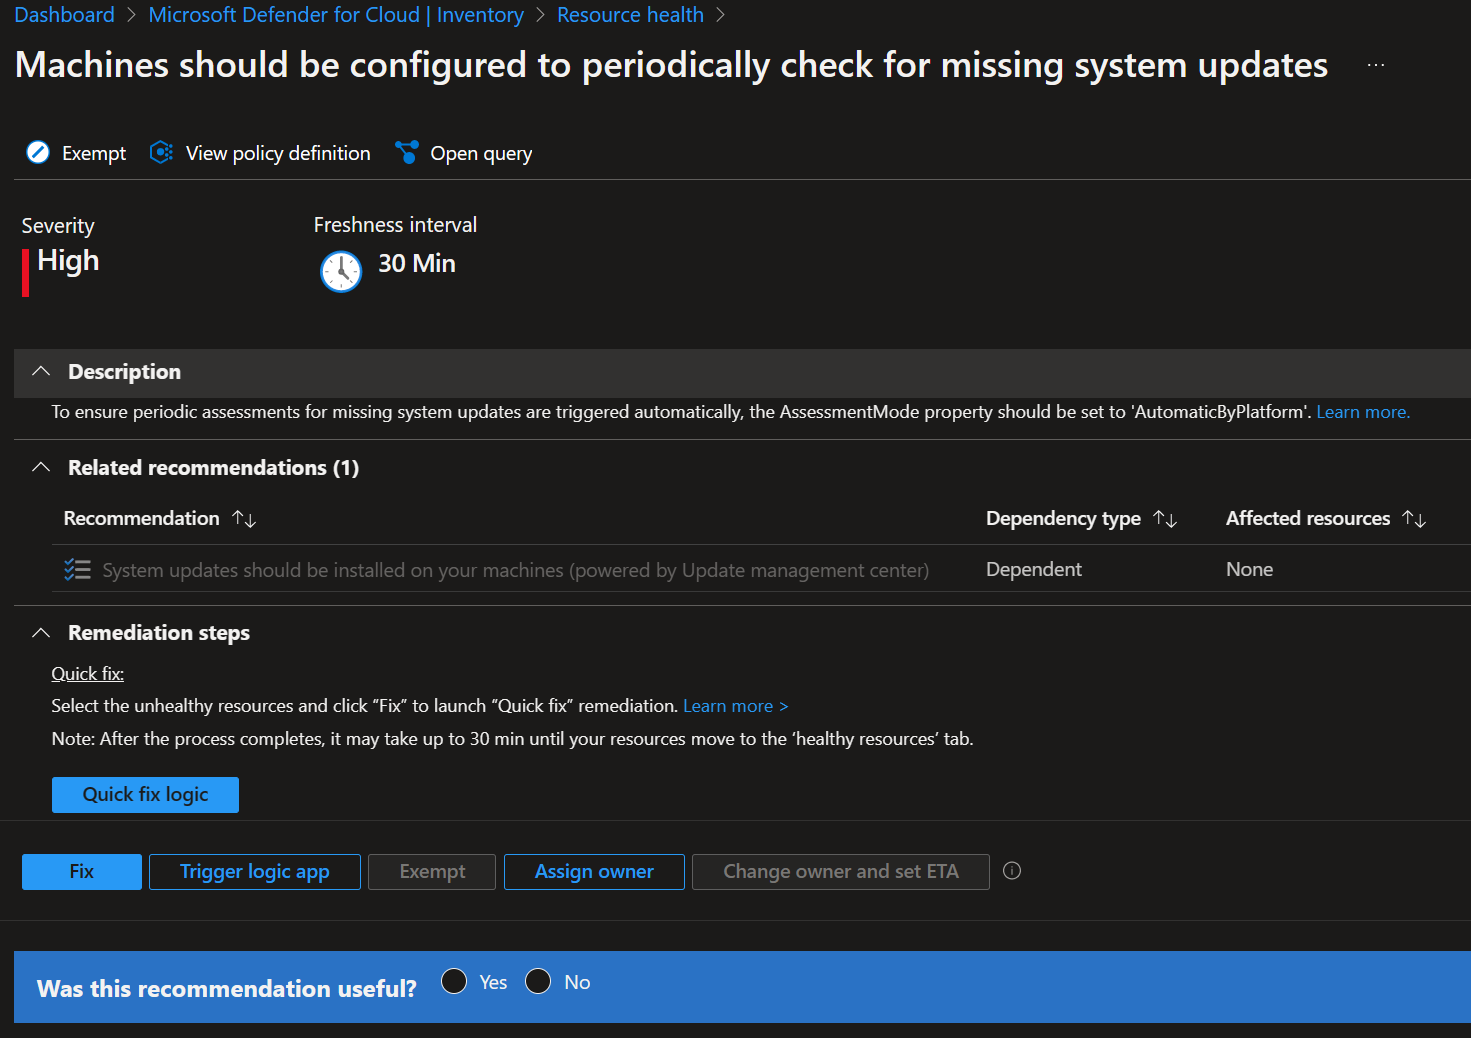 Dashboard > Microsoft Defender for Cloud | Inventory > Resource health >
Machines should be configured to periodically check for missing system updates ...
Exempt View policy definition Open query
Severity Freshness interval
High 30 Min
Description
To ensure periodic assessments for missing system updates are triggered automatically, the AssessmentMode property should be set to 'AutomaticByPlatform'. Learn more.
Related recommendations (1)
Recommendation ↑↓ Dependency type ↑↓ Affected resources ↑↓
System updates should be installed on your machines (powered by Update management center) Dependent None
Remediation steps
Quick fix:
Select the unhealthy resources and click “Fix” to launch “Quick fix” remediation. Learn more >
Note: After the process completes, it may take up to 30 min until your resources move to the ‘healthy resources’ tab.
Quick fix logic
Fix Trigger logic app Exempt Assign owner Change owner and set ETA
Was this recommendation useful? Yes No